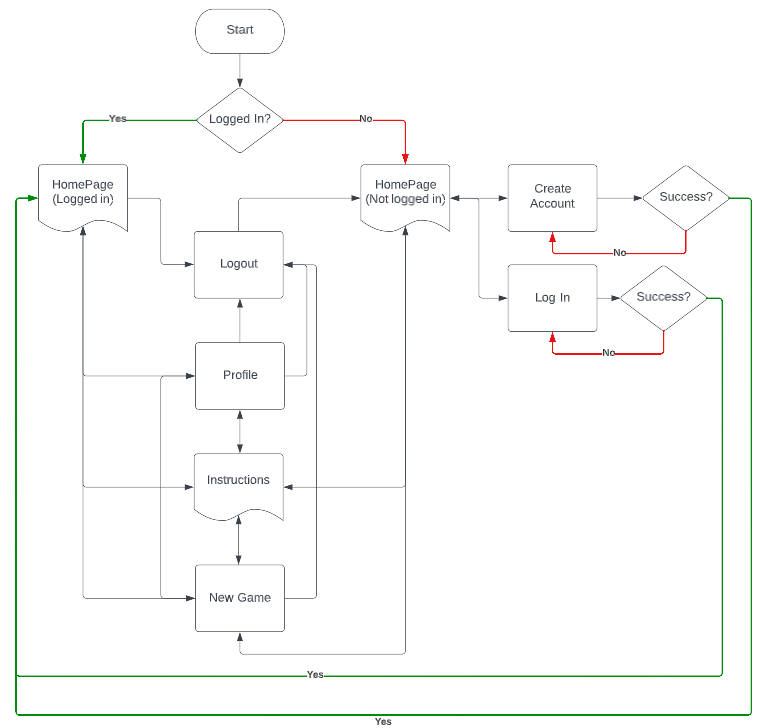 Start
Logged In?
Yes
No
HomePage
(Logged in)
HomePage
(Not logged in)
Create
Account
Success?
No
Logout
Log In
Success?
No
Profile
Instructions
New Game
Yes
Yes